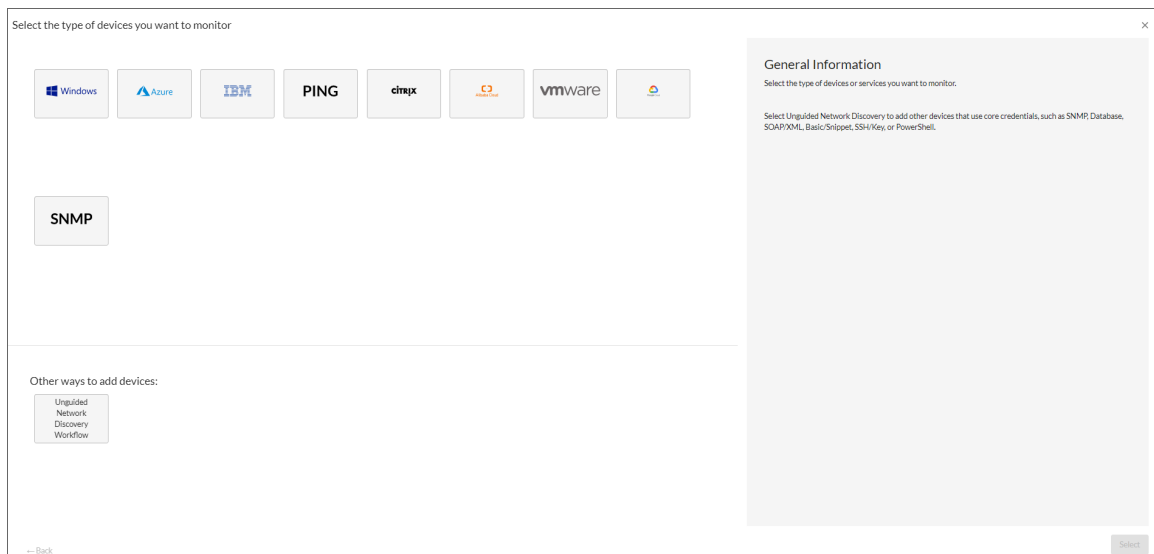 Select the type of devices you want to monitor
×
Windows
Azure
IBM
PING
citrix
Alibaba Cloud
vmware
SNMP
Other ways to add devices:
Unguided
Network
Discovery
Workflow
General Information
Select the type of devices or services you want to monitor.
Select Unguided Network Discovery to add other devices that use core credentials, such as SNMP, Database,
SOAP/XML, Basic/Snippet, SSH/Key, or PowerShell.
← Back
Select